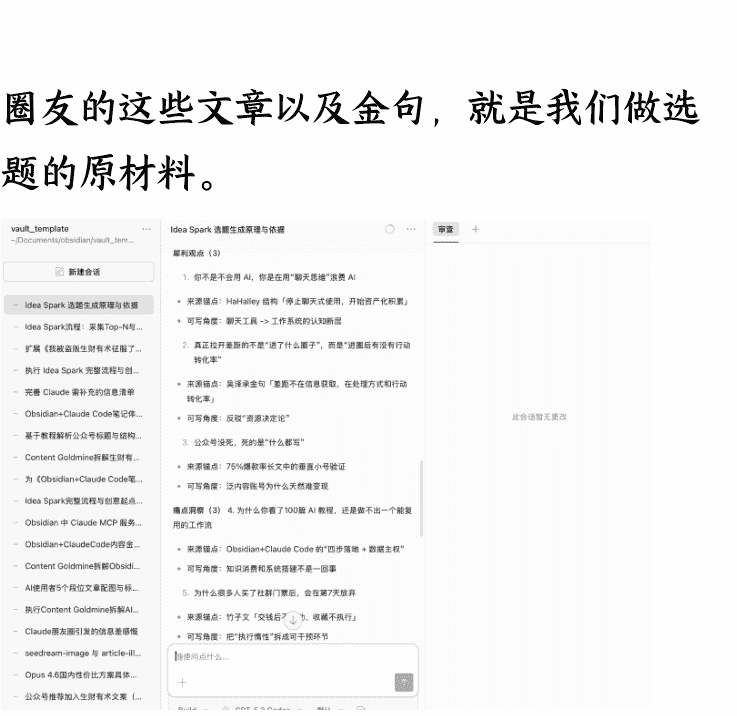 圈友的这些文章以及金句，就是我们做选
题的原材料。
vault_template
~/Documents/obsidian/vault_tem...
新建会话
Idea Spark 选题生成原理与依据
Idea Spark流程：采集Top-N与...
扩展《我被盗版生财有术征服了...
执行 Idea Spark 完整流程与创...
完善 Claude 需补充的信息清单
Obsidian+Claude Code笔记体...
基于教程解析公众号标题与结构...
Content Goldmine拆解生财有...
为《Obsidian+Claude Code笔...
Idea Spark完整流程与创意起点...
Obsidian 中 Claude MCP 服务...
Obsidian+ClaudeCode内容金...
Content Goldmine拆解Obsidi...
AI使用者5个段位文章配图与标...
执行Content Goldmine拆解AI...
Claude朋友圈引发的信息差感慨
seedream-image 与 article-ill...
Opus 4.6国内性价比方案具体...
公众号推荐加入生财有术文案（...
Idea Spark 选题生成原理与依据
犀利观点（3）
1. 你不是不会用 AI，你是在用“聊天思维”浪费 AI
来源锚点：HaHalley 结构「停止聊天式使用，开始资产化积累」
可写角度：聊天工具 -> 工作系统的认知断层
2. 真正拉开差距的不是“进了什么圈子”，而是“进圈后有没有行动
转化率”
来源锚点：吴泽承金句「差距不在信息获取，在处理方式和行动
转化率」
可写角度：反驳“资源决定论”
3. 公众号没死，死的是“什么都写”
来源锚点：75%爆款率长文中的垂直小号验证
可写角度：泛内容账号为什么天然难变现
痛点洞察（3） 4. 为什么你看了100篇 AI 教程，还是做不出一个能复
用的工作流
来源锚点：Obsidian+Claude Code 的“四步落地 + 数据主权”
可写角度：知识消费和系统搭建不是一回事
5. 为什么很多人买了社群门票后，会在第7天放弃
来源锚点：竹子文「交钱后不 、收藏不执行」
可写角度：把“执行惰性”拆成可干预环节
随便问点什么...
审查
此会话暂无更改